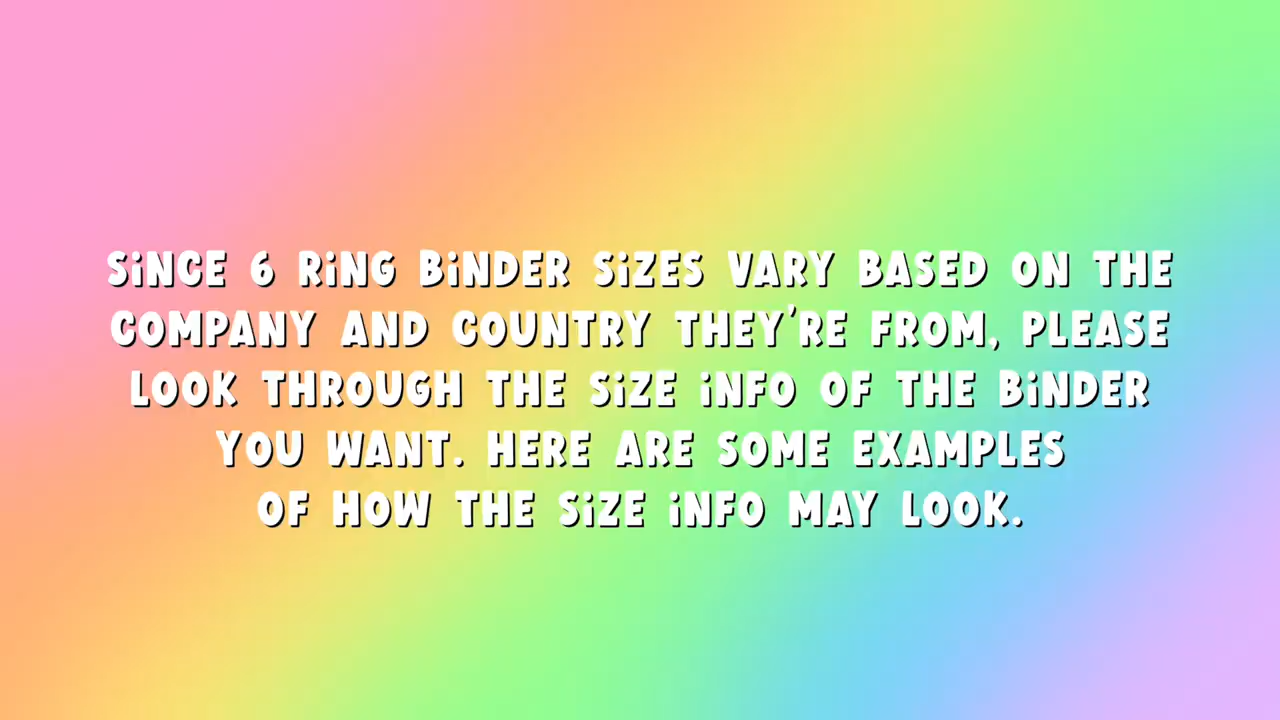 SiNCE 6 RiNG BiNDER SiZES VARY BASED ON THE
COMPANY AND COUNTRY THEY'RE FROM, PLEASE
LOOK THROUGH THE SiZE iNFO OF THE BiNDER
YOU WANT. HERE ARE SOME EXAMPLES
OF HOW THE SiZE iNFO MAY LOOK.